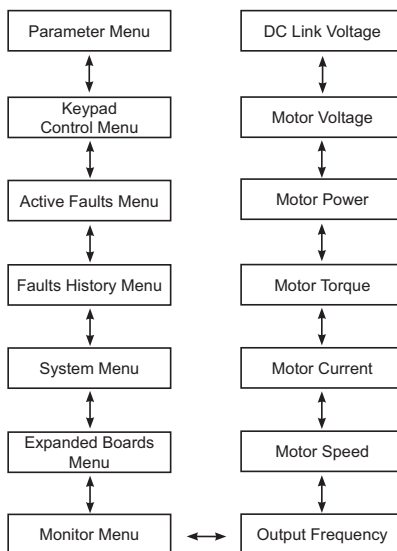 Parameter Menu
Keypad
Control Menu
Active Faults Menu
Faults History Menu
System Menu
Expanded Boards
Menu
Monitor Menu
DC Link Voltage
Motor Voltage
Motor Power
Motor Torque
Motor Current
Motor Speed
Output Frequency